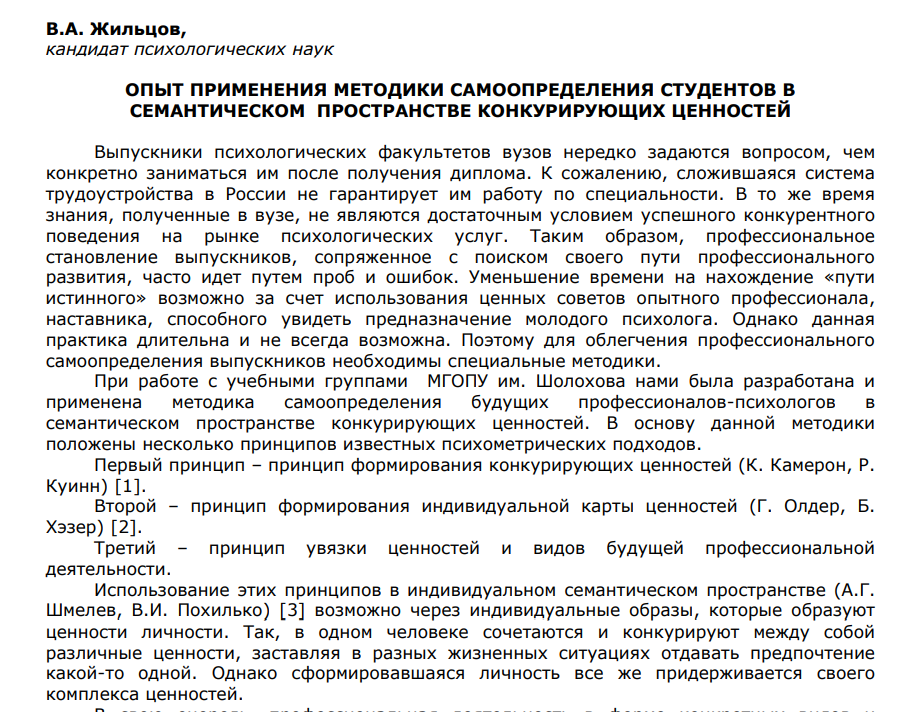 В.А. Жильцов,
кандидат психологических наук
ОПЫТ ПРИМЕНЕНИЯ МЕТОДИКИ САМООПРЕДЕЛЕНИЯ СТУДЕНТОВ В
СЕМАНТИЧЕСКОМ ПРОСТРАНСТВЕ КОНКУРИРУЮЩИХ ЦЕННОСТЕЙ
Выпускники психологических факультетов вузов нередко задаются вопросом, чем
конкретно заниматься им после получения диплома. К сожалению, сложившаяся система
трудоустройства в России не гарантирует им работу по специальности. В то же время
знания, полученные в вузе, не являются достаточным условием успешного конкурентного
поведения на рынке психологических услуг. Таким образом, профессиональное
становление выпускников, сопряженное с поиском своего пути профессионального
развития, часто идет путем проб и ошибок. Уменьшение времени на нахождение «пути
истинного» возможно за счет использования ценных советов опытного профессионала,
наставника, способного увидеть предназначение молодого психолога. Однако данная
практика длительна и не всегда возможна. Поэтому для облегчения профессионального
самоопределения выпускников необходимы специальные методики.
При работе с учебными группами МГОПУ им. Шолохова нами была разработана и
применена методика самоопределения будущих профессионалов-психологов в
семантическом пространстве конкурирующих ценностей. В основу данной методики
положены несколько принципов известных психометрических подходов.
Первый принцип – принцип формирования конкурирующих ценностей (К. Камерон, Р.
Куинн) [1].
Второй – принцип формирования индивидуальной карты ценностей (Г. Олдер, Б.
Хэзер) [2].
Третий – принцип увязки ценностей и видов будущей профессиональной
деятельности.
Использование этих принципов в индивидуальном семантическом пространстве (А.Г.
Шмелев, В.И. Похилько) [3] возможно через индивидуальные образы, которые образуют
ценности личности. Так, в одном человеке сочетаются и конкурируют между собой
различные ценности, заставляя в разных жизненных ситуациях отдавать предпочтение
какой-то одной. Однако сформировавшаяся личность все же придерживается своего
комплекса ценностей.